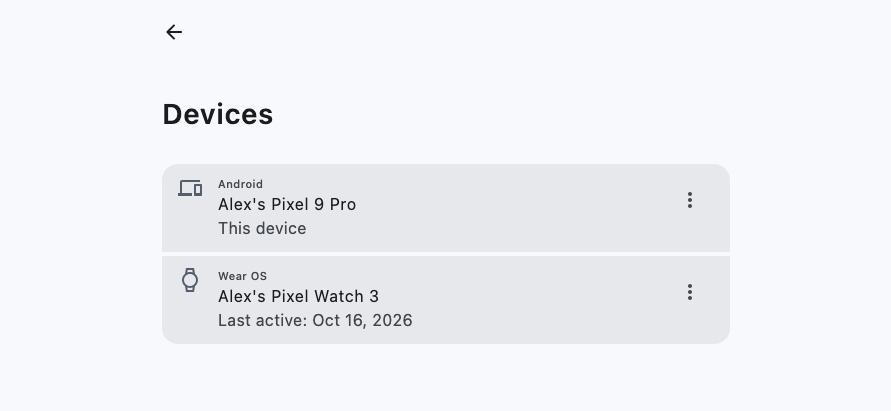 Devices
Android
Alex's Pixel 9 Pro
This device
Wear OS
Alex's Pixel Watch 3
Last active: Oct 16, 2026